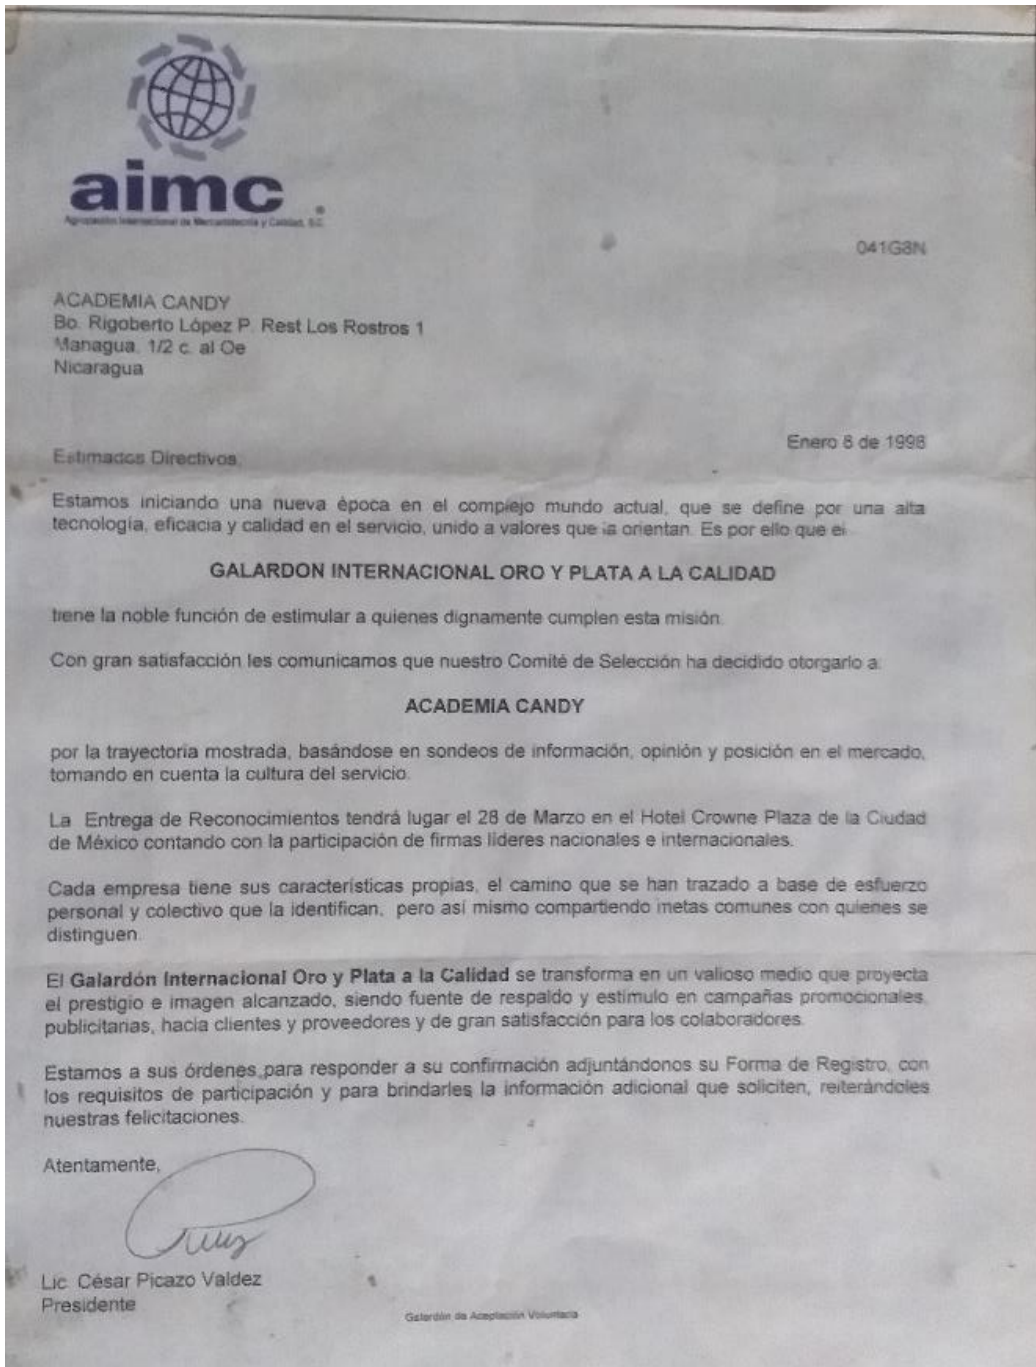 aimc
Agrupación Internacional de Mercadotecnia y Calidad, S.C.
041G8N
ACADEMIA CANDY
Bo. Rigoberto López P. Rest Los Rostros 1
Managua. 1/2 c. al Oe
Nicaragua
Enero 8 de 1998
Estimados Directivos,
Estamos iniciando una nueva época en el complejo mundo actual, que se define por una alta
tecnología, eficacia y calidad en el servicio, unido a valores que la orientan. Es por ello que el
GALARDON INTERNACIONAL ORO Y PLATA A LA CALIDAD
tiene la noble función de estimular a quienes dignamente cumplen esta misión.
Con gran satisfacción les comunicamos que nuestro Comité de Selección ha decidido otorgarlo a:
ACADEMIA CANDY
por la trayectoria mostrada, basándose en sondeos de información, opinión y posición en el mercado,
tomando en cuenta la cultura del servicio.
La Entrega de Reconocimientos tendrá lugar el 28 de Marzo en el Hotel Crowne Plaza de la Ciudad
de México contando con la participación de firmas líderes nacionales e internacionales.
Cada empresa tiene sus características propias, el camino que se han trazado a base de esfuerzo
personal y colectivo que la identifican, pero así mismo compartiendo metas comunes con quienes se
distinguen.
El Galardón Internacional Oro y Plata a la Calidad se transforma en un valioso medio que proyecta
el prestigio e imagen alcanzado, siendo fuente de respaldo y estímulo en campañas promocionales,
publicitarias, hacia clientes y proveedores y de gran satisfacción para los colaboradores.
Estamos a sus órdenes para responder a su confirmación adjuntándonos su Forma de Registro, con
los requisitos de participación y para brindarles la información adicional que soliciten, reiterándoles
nuestras felicitaciones.
Atentamente,
Lic. César Picazo Valdez
Presidente
Galardón de Aceptación Voluntaria